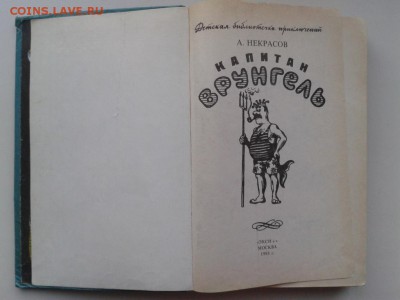 COINS.LAVE.RU
Детская библиотека приключений
А. НЕКРАСОВ
КАПИТАН
ВРУНГЕЛЬ
МОСКВА